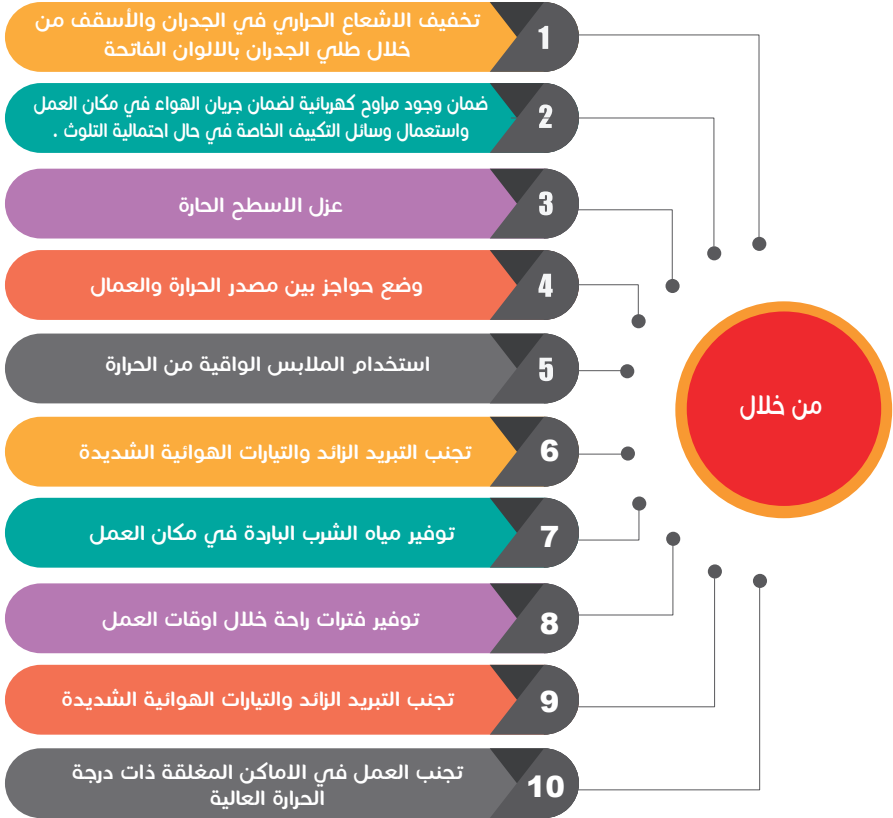 من خلال
1
تخفيف الاشعاع الحراري في الجدران والأسقف من
خلال طلي الجدران بالالوان الفاتحة
2
ضمان وجود مراوح كهربائية لضمان جريان الهواء في مكان العمل
واستعمال وسائل التكييف الخاصة في حال احتمالية التلوث .
3
عزل الاسطح الحارة
4
وضع حواجز بين مصدر الحرارة والعمال
5
استخدام الملابس الواقية من الحرارة
6
تجنب التبريد الزائد والتيارات الهوائية الشديدة
7
توفير مياه الشرب الباردة في مكان العمل
8
توفير فترات راحة خلال اوقات العمل
9
تجنب التبريد الزائد والتيارات الهوائية الشديدة
10
تجنب العمل في الاماكن المغلقة ذات درجة
الحرارة العالية